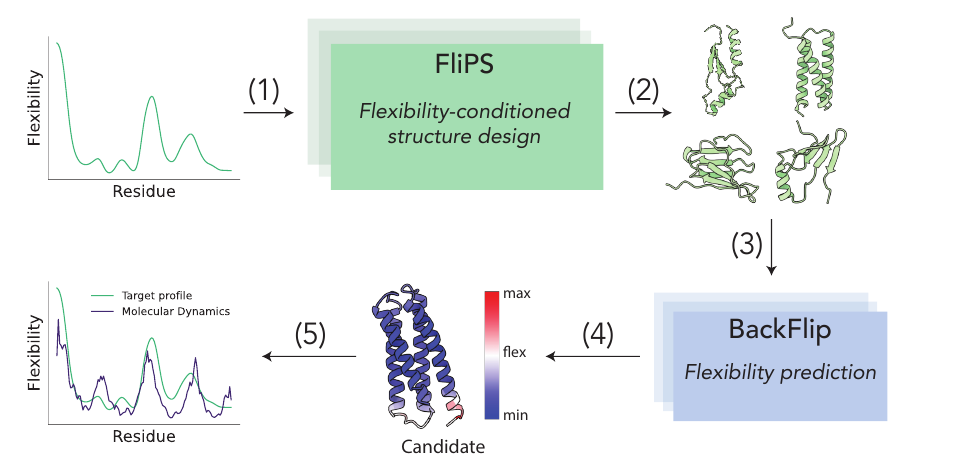 Flexibility
Residue
(1)
FliPS
Flexibility-conditioned
structure design
(2)
(3)
BackFlip
Flexibility prediction
(4)
max
flex
min
Candidate
(5)
Target profile
Molecular Dynamics
Flexibility
Residue